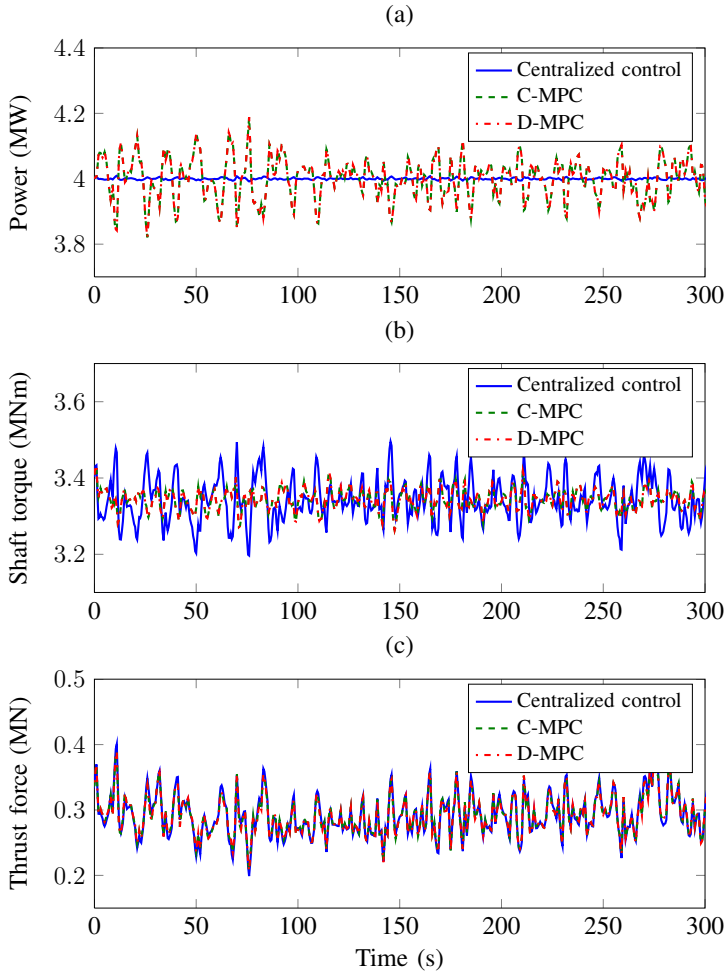 (a)
4.4
4.2
4
3.8
Power (MW)
Centralized control
C-MPC
D-MPC
0 50 100 150 200 250 300
(b)
3.6
3.4
3.2
Shaft torque (MNm)
Centralized control
C-MPC
D-MPC
0 50 100 150 200 250 300
(c)
0.5
0.4
0.3
0.2
Thrust force (MN)
Centralized control
C-MPC
D-MPC
0 50 100 150 200 250 300
Time (s)